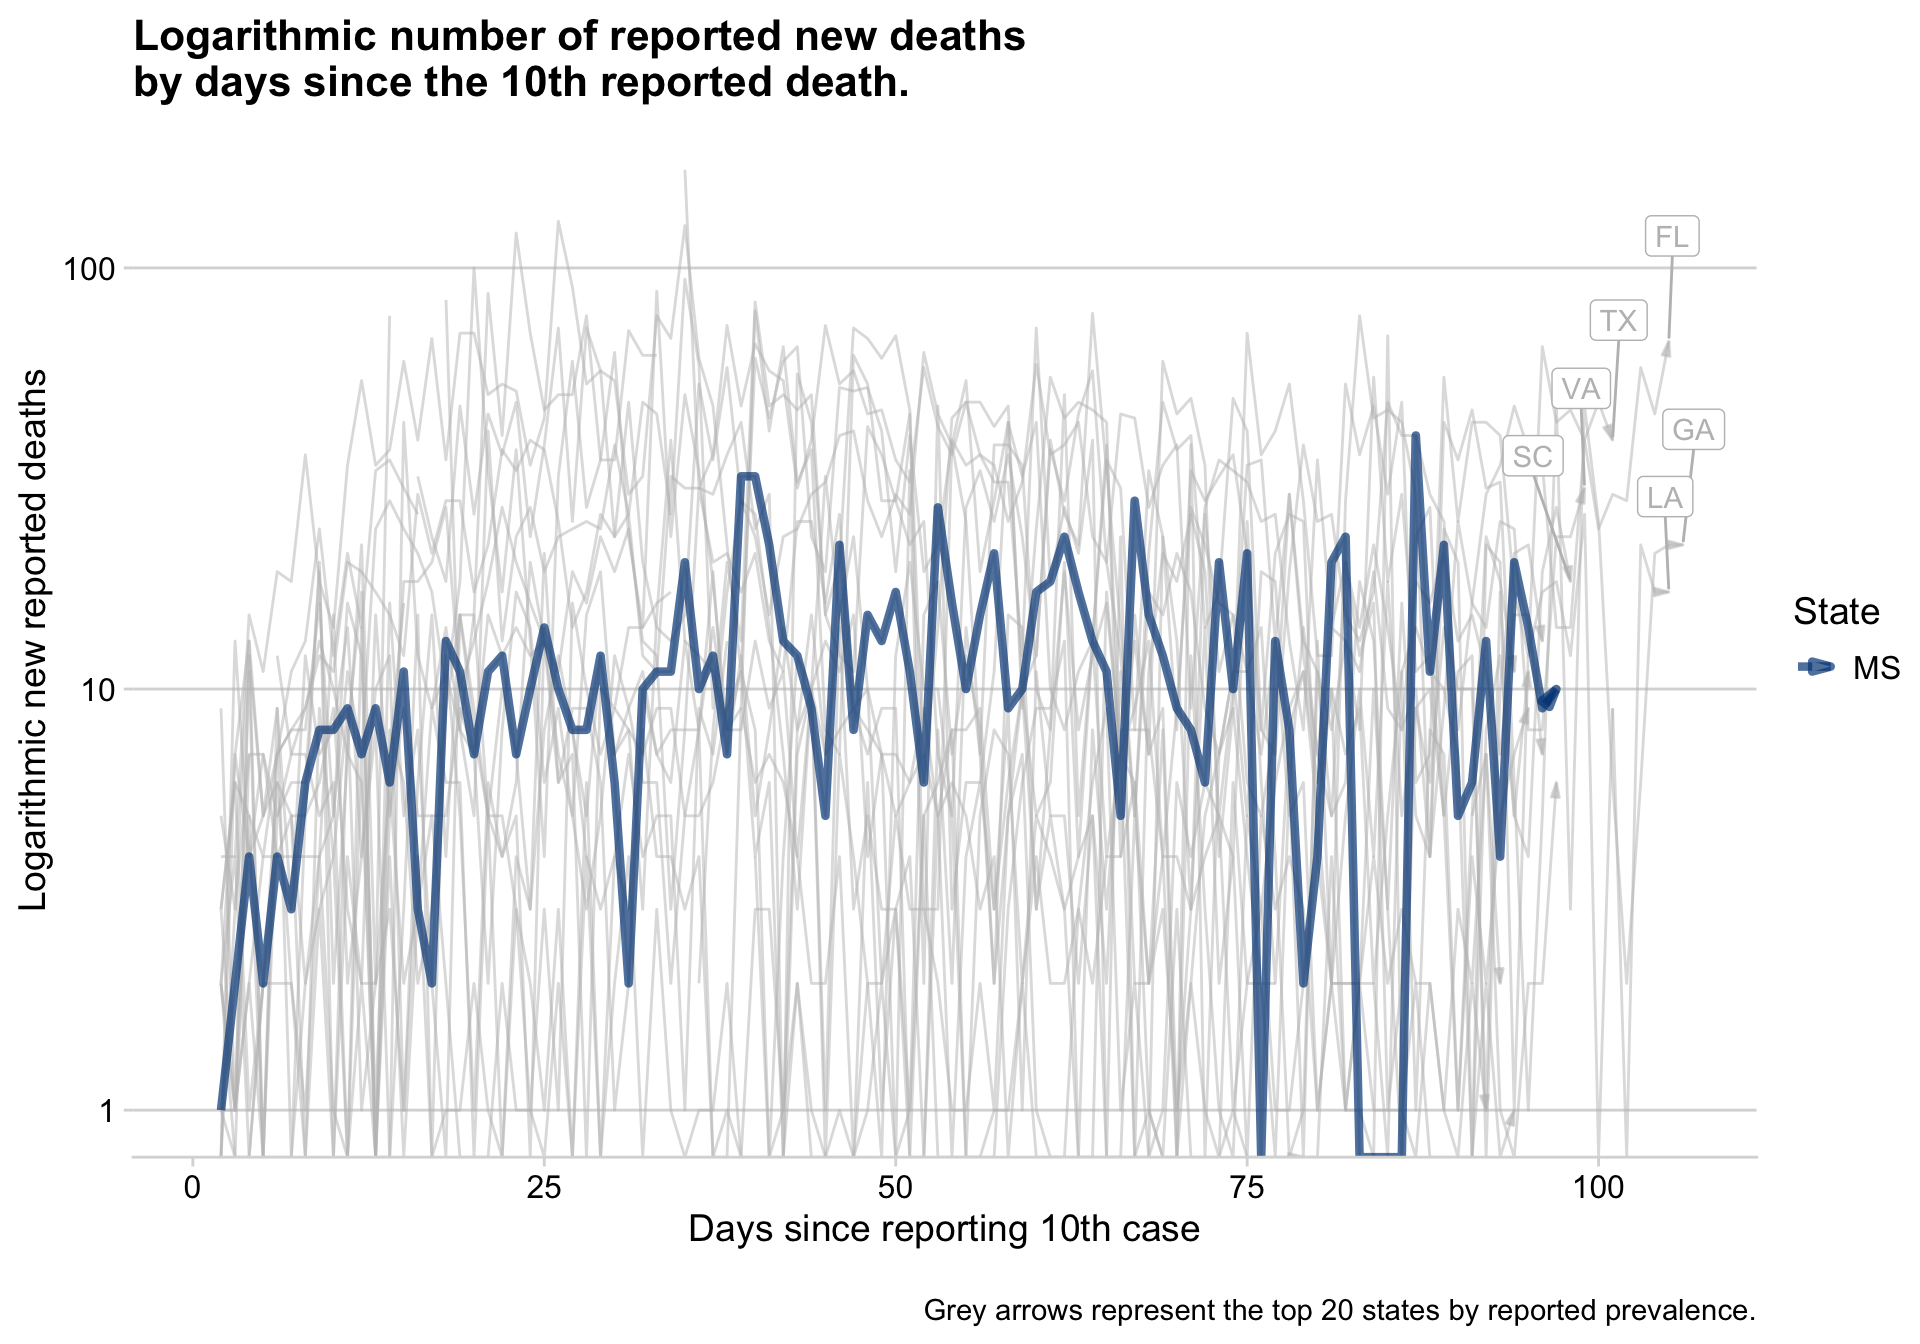 Logarithmic number of reported new deaths
by days since the 10th reported death.
Logarithmic new reported deaths
100
10
1
0
25
50
75
100
Days since reporting 10th case
FL
TX
VA
GA
SC
LA
State
MS
Grey arrows represent the top 20 states by reported prevalence.